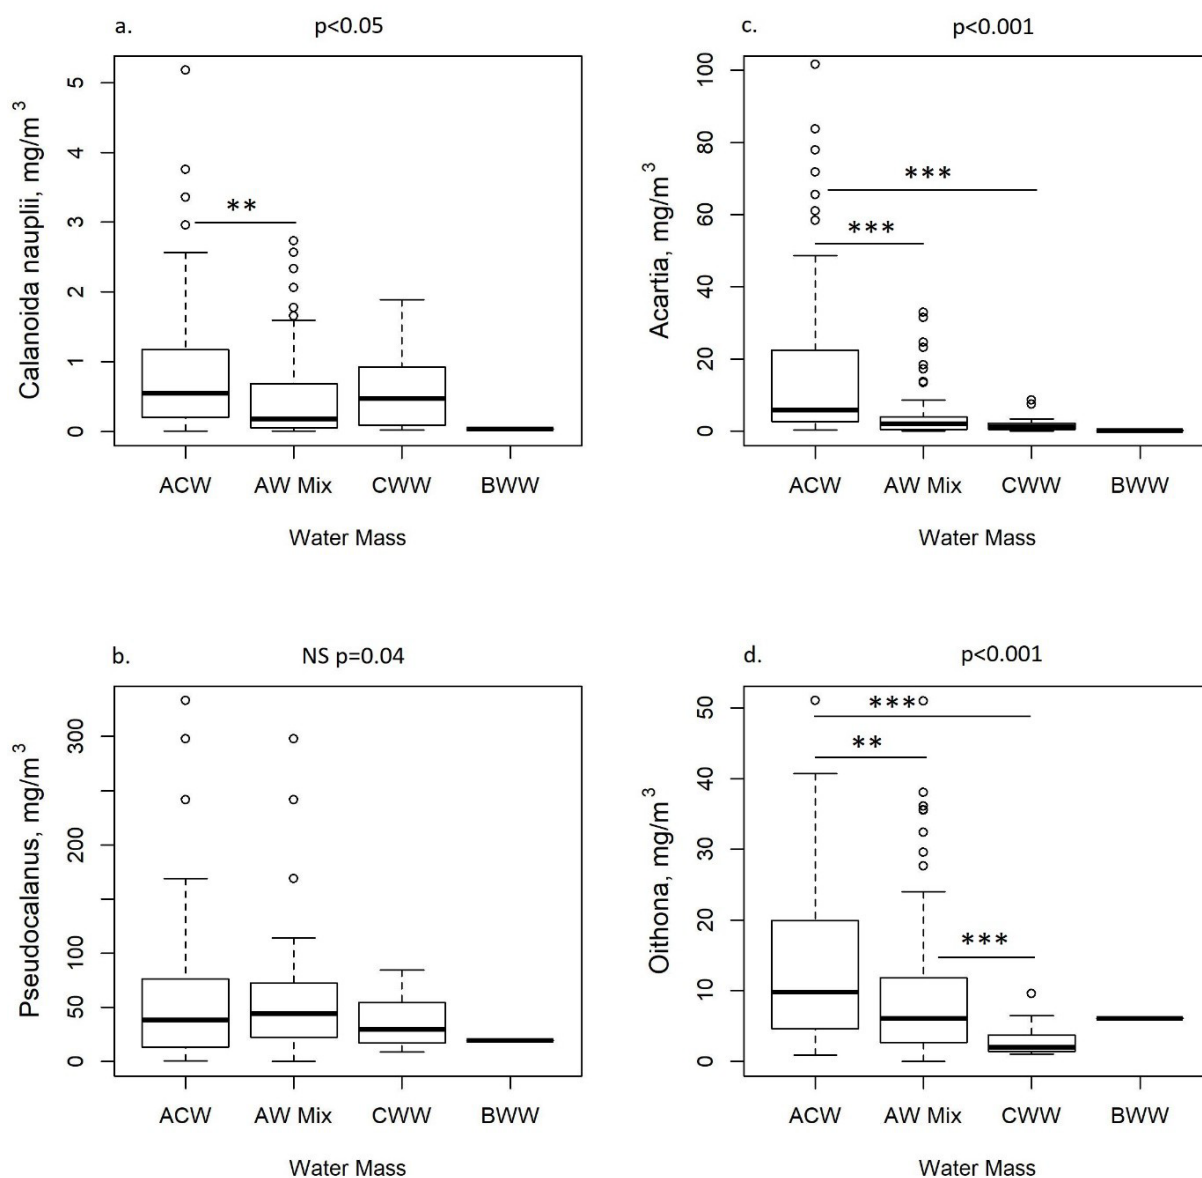 a. p<0.05
Calanoida nauplii, mg/m³
5
4
3
2
1
0
**
ACW AW Mix CWW BWW
Water Mass
c. p<0.001
Acartia, mg/m³
100
80
60
40
20
0
***
***
ACW AW Mix CWW BWW
Water Mass
b. NS p=0.04
Pseudocalanus, mg/m³
300
200
100
50
0
ACW AW Mix CWW BWW
Water Mass
d. p<0.001
Oithona, mg/m³
50
40
30
20
10
0
***
**
***
ACW AW Mix CWW BWW
Water Mass